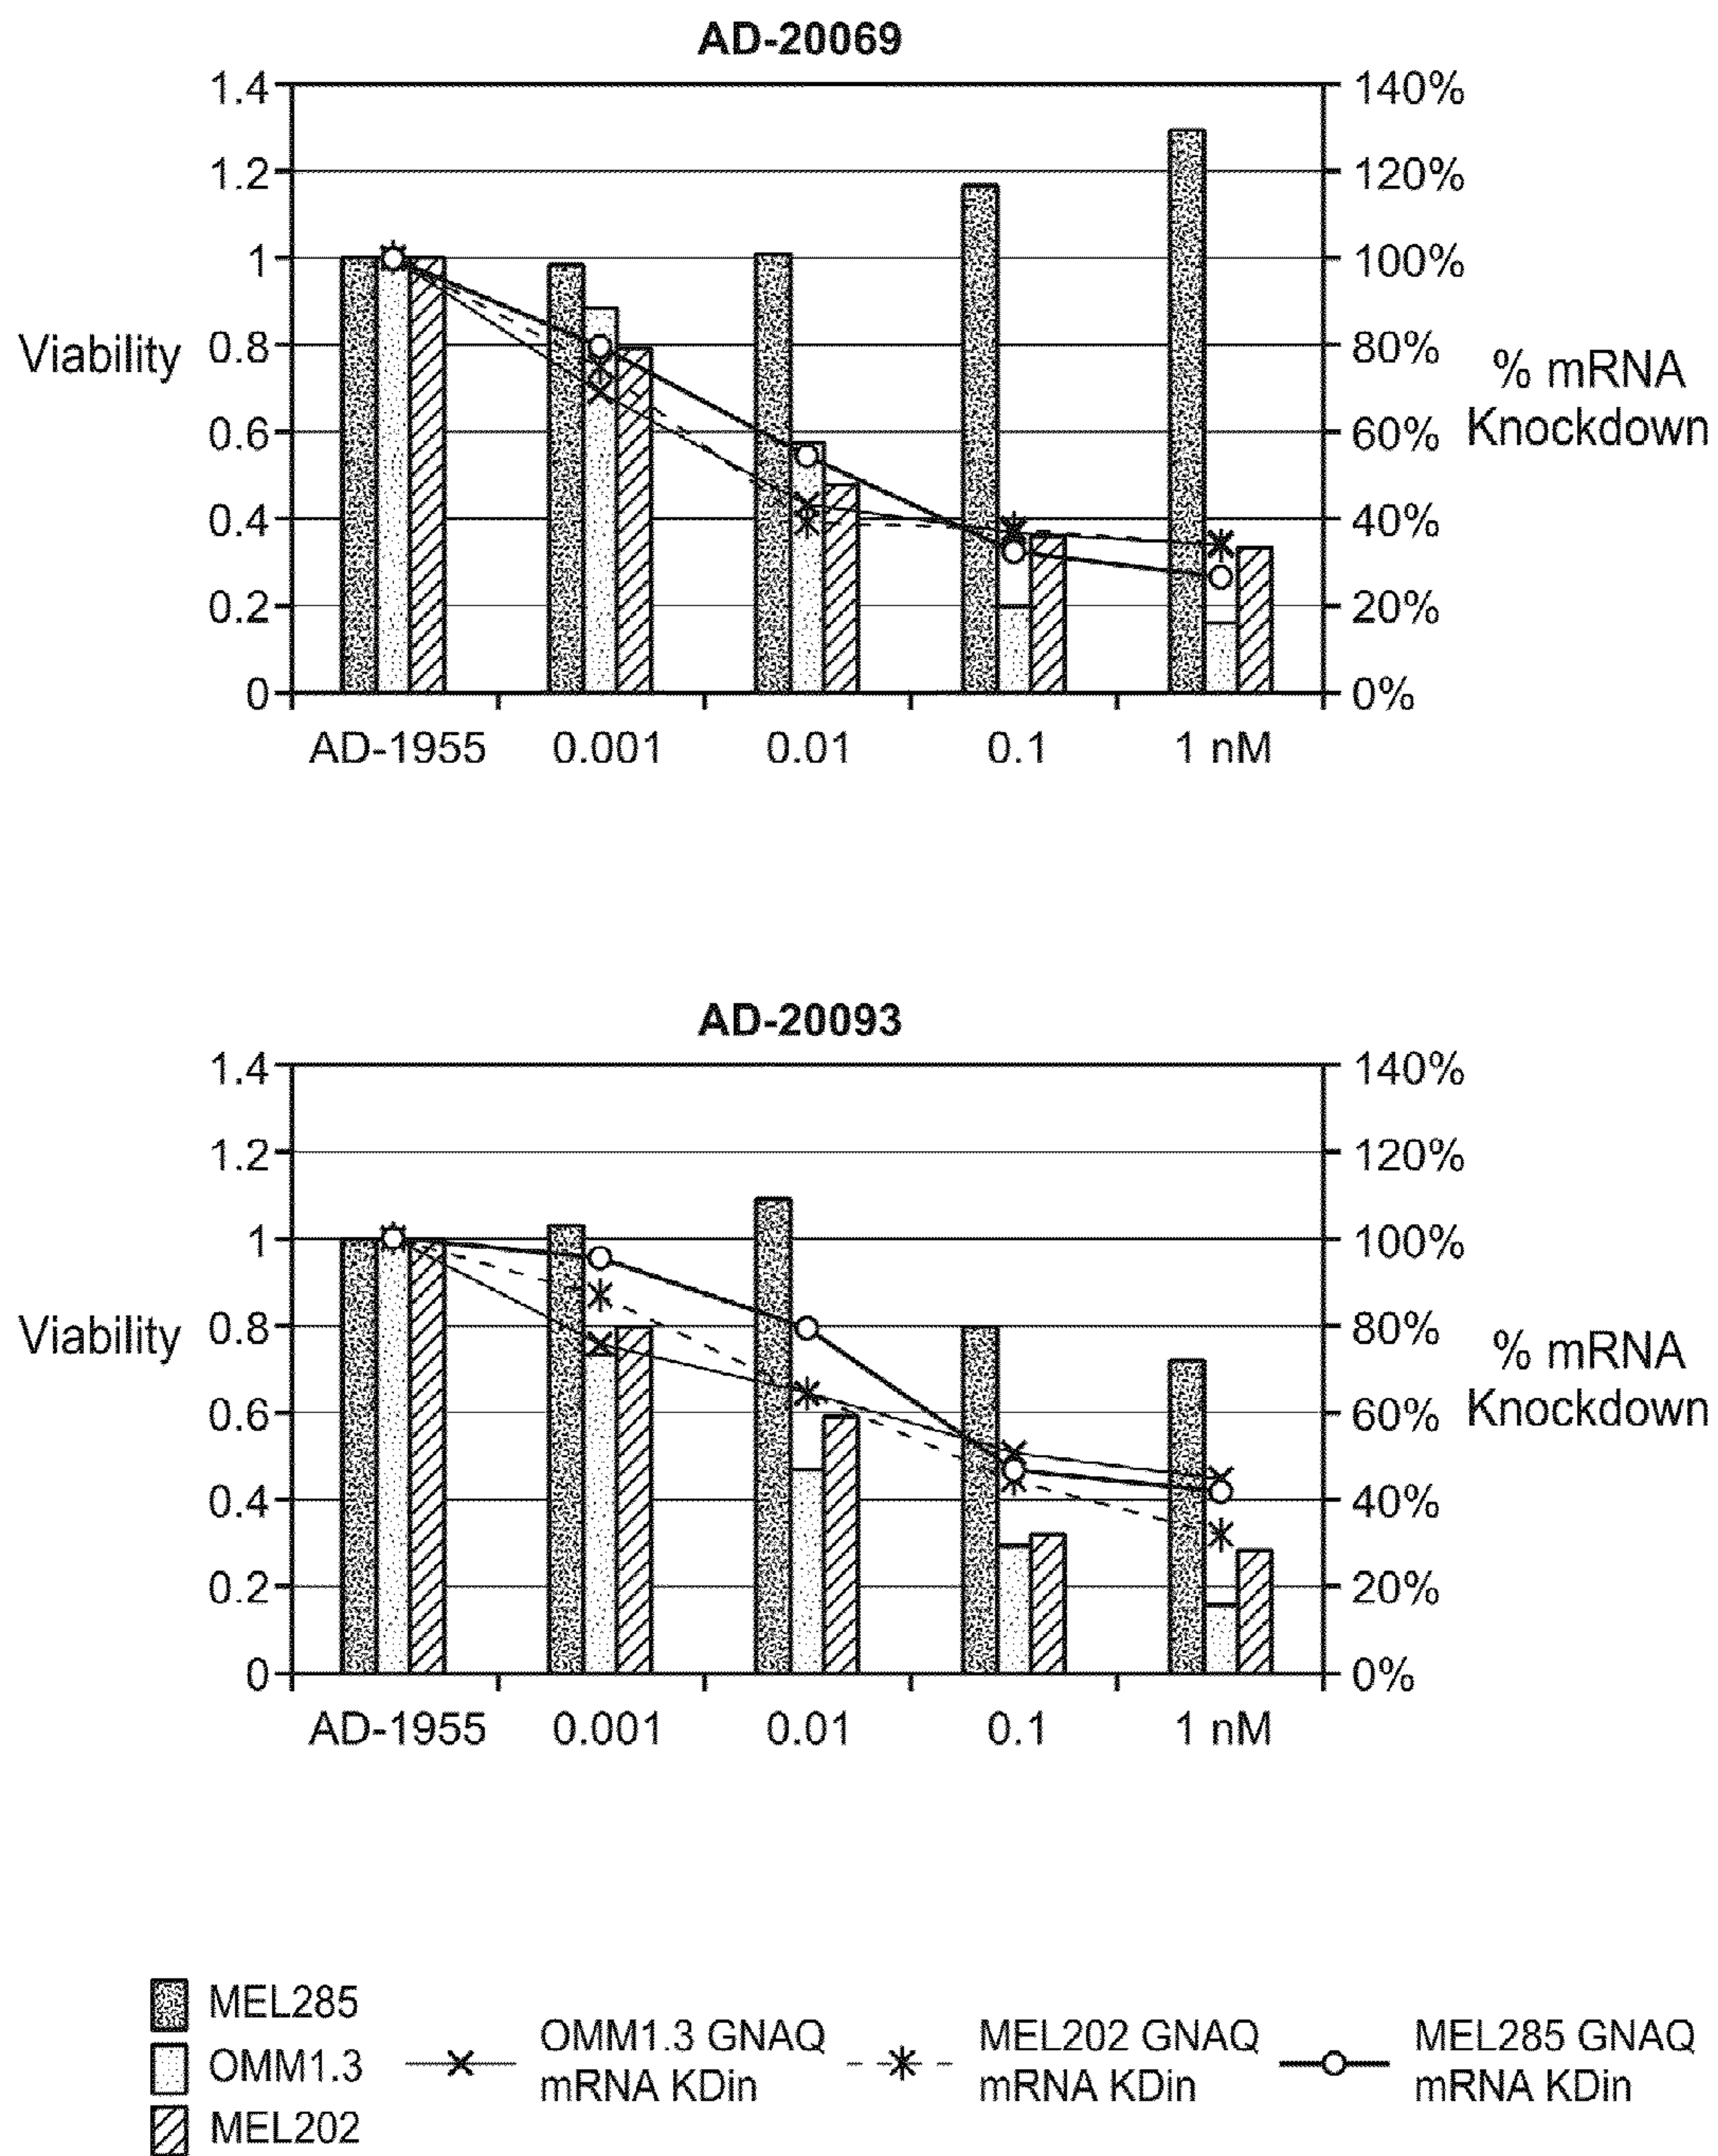 AD-20069
1.4
1.2
1
0.8
0.6
0.4
0.2
0
Viability
140%
120%
100%
80%
60%
40%
20%
0%
% mRNA
Knockdown
AD-1955 0.001 0.01 0.1 1 nM
AD-20093
1.4
1.2
1
0.8
0.6
0.4
0.2
0
Viability
140%
120%
100%
80%
60%
40%
20%
0%
% mRNA
Knockdown
AD-1955 0.001 0.01 0.1 1 nM
MEL285
OMM1.3
MEL202
OMM1.3 GNAQ
mRNA KDin
MEL202 GNAQ
mRNA KDin
MEL285 GNAQ
mRNA KDin